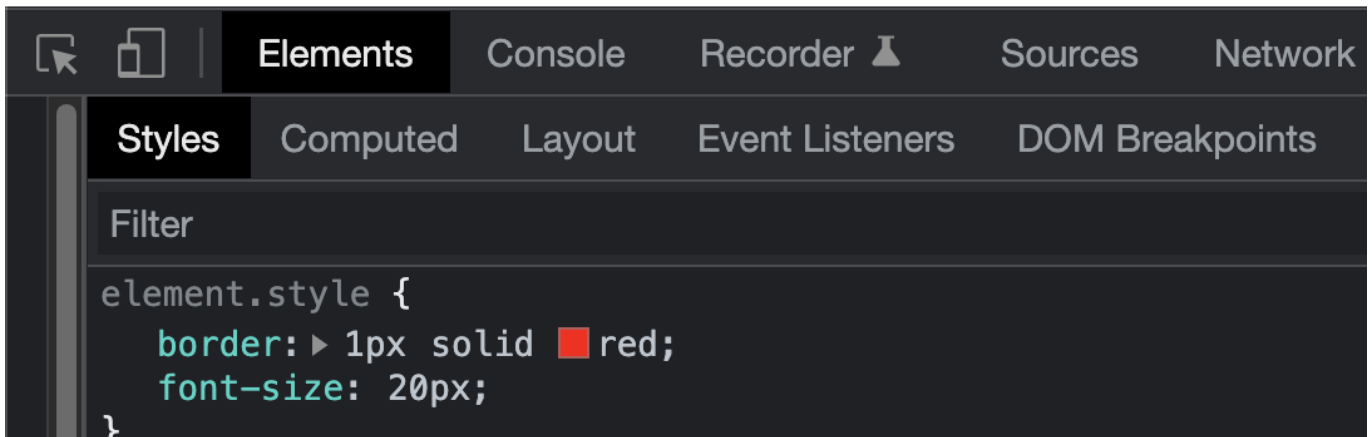 Elements Console Recorder Sources Network
Styles Computed Layout Event Listeners DOM Breakpoints
Filter
element.style {
border: 1px solid red;
font-size: 20px;
}